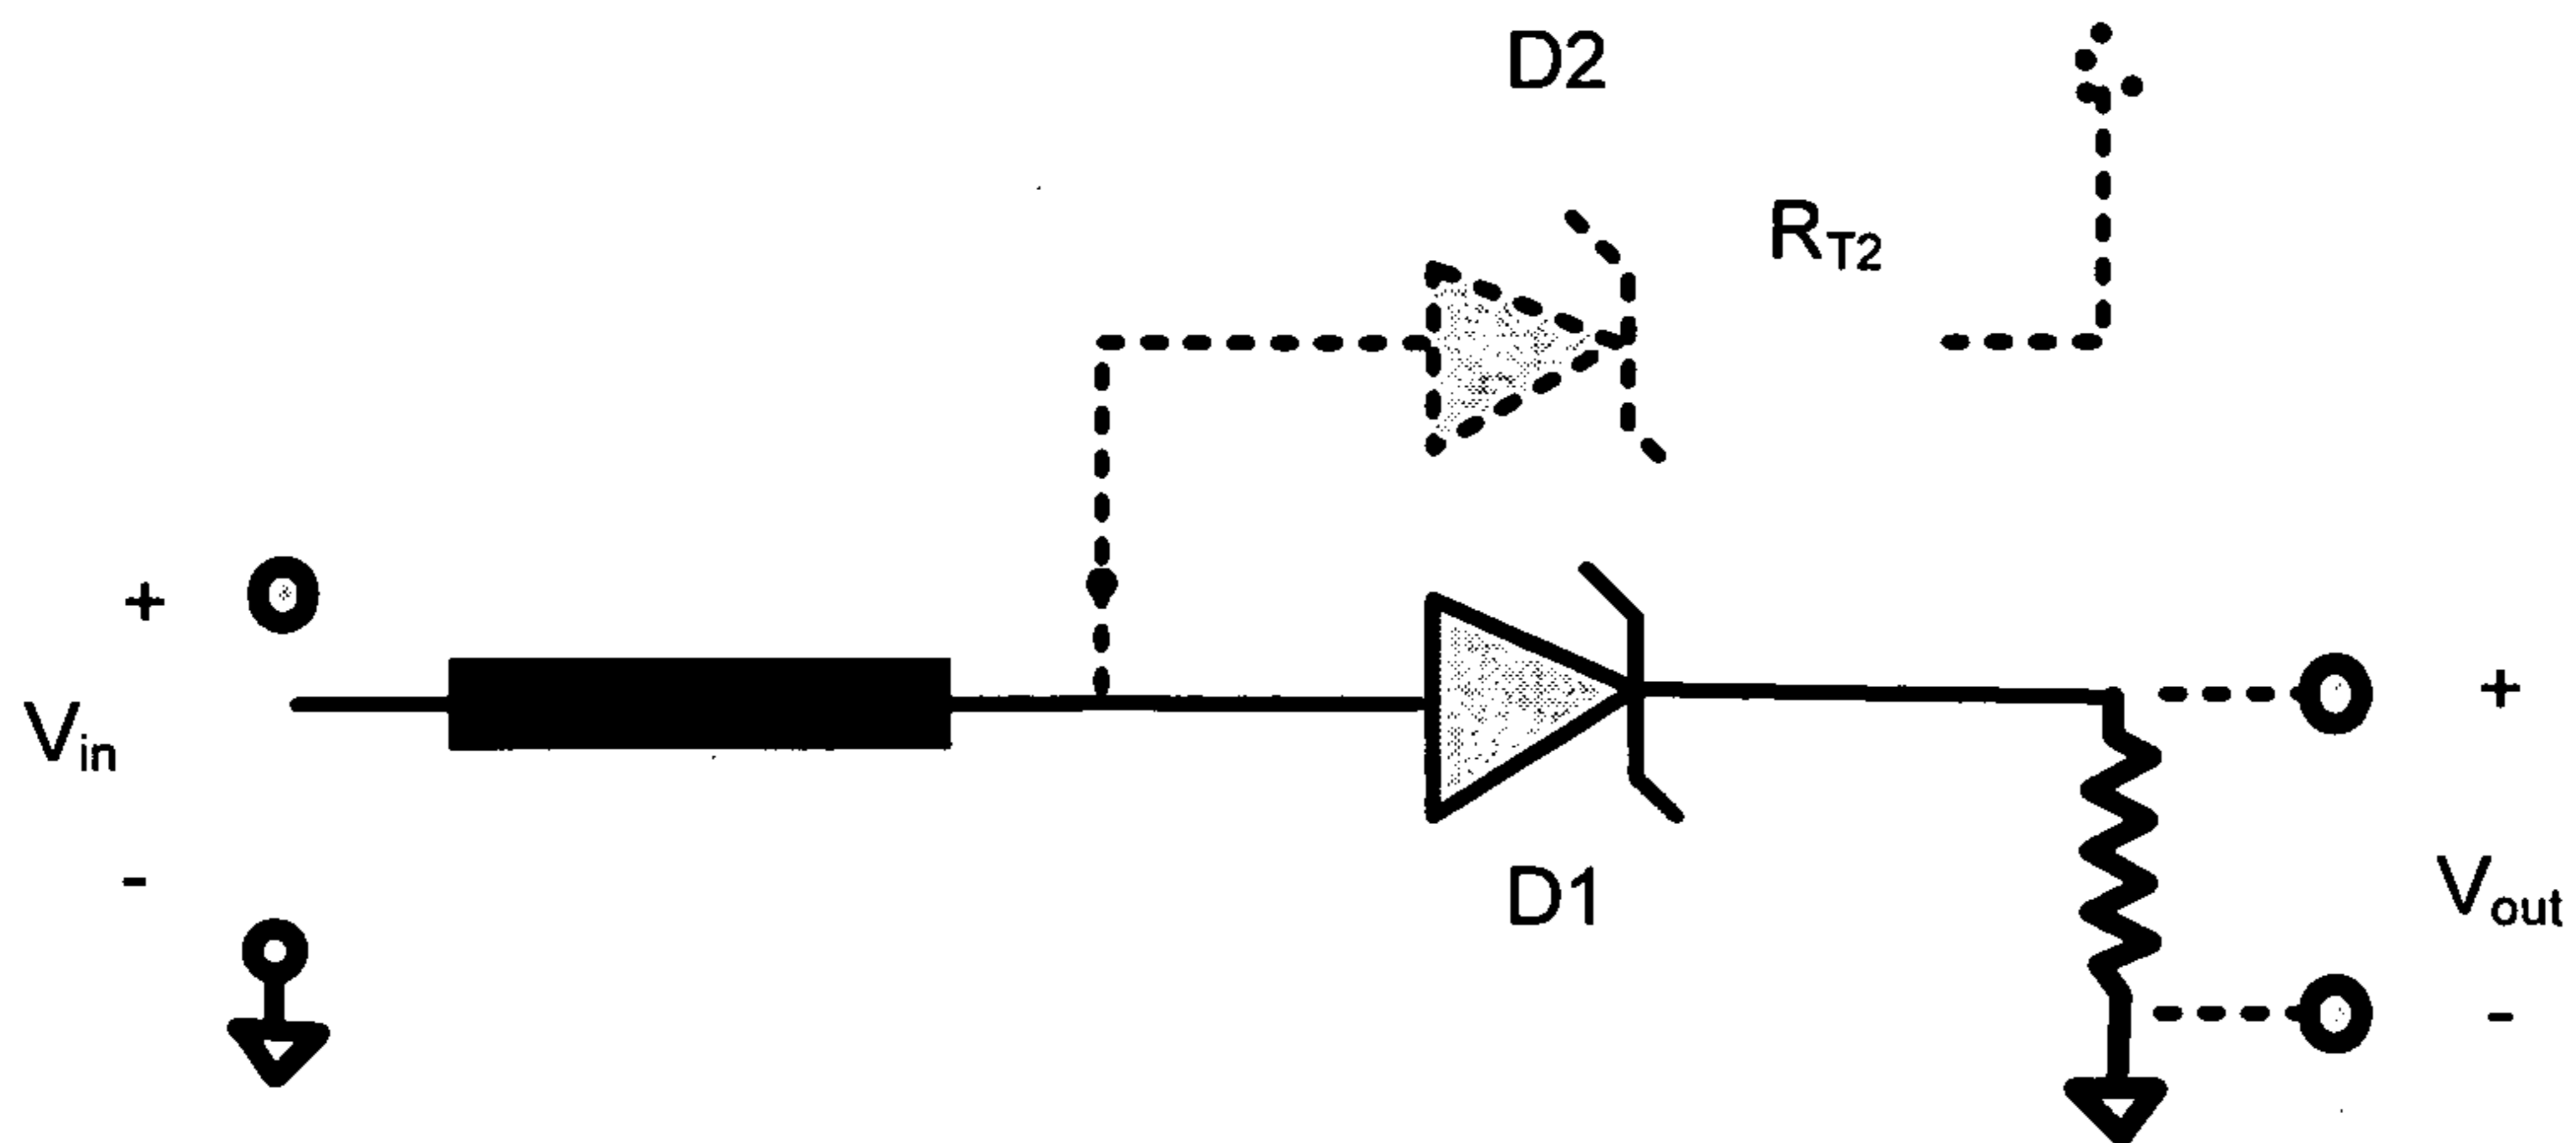 D2
R_T2
+
V_in
-
D1
+
V_out
-